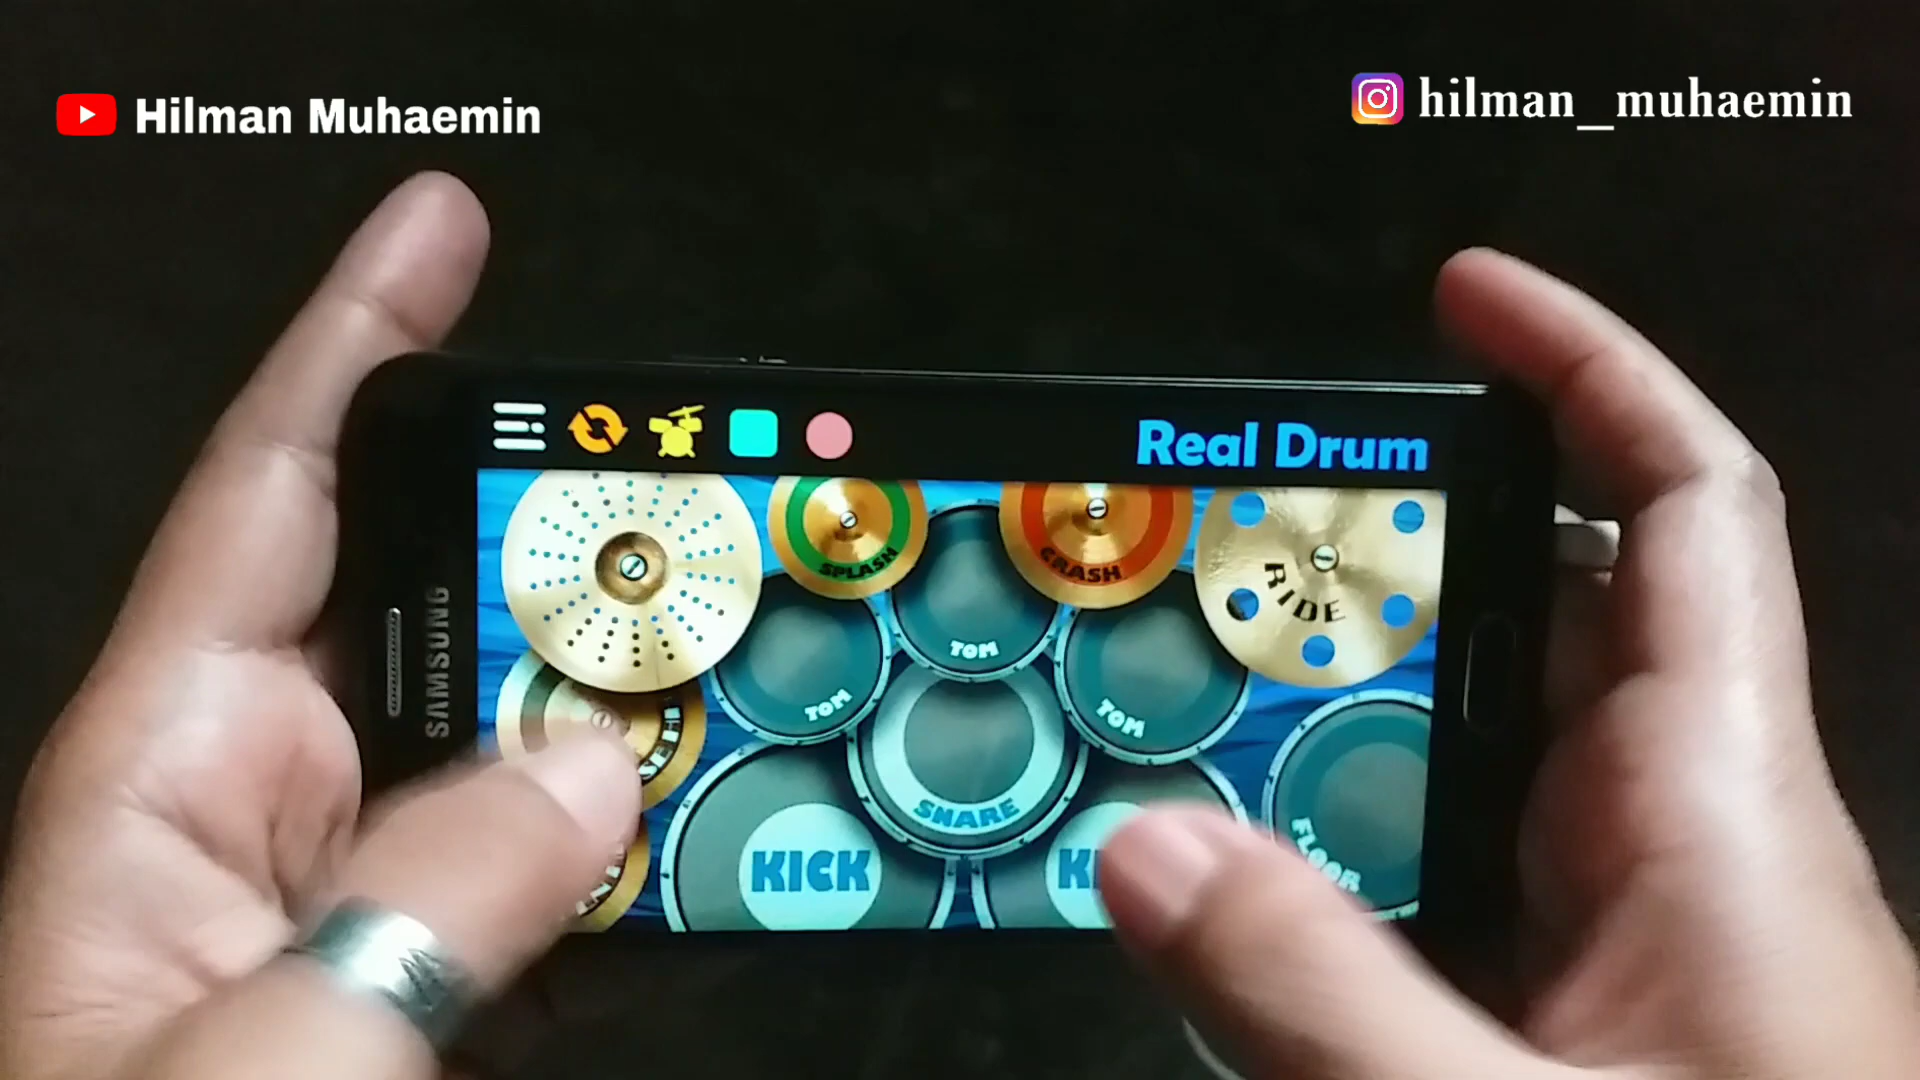 Hilman Muhaemin
hilman_muhaemin
Real Drum
SAMSUNG
SPLASH
CRASH
RIDE
TOM
TOM
TOM
SNARE
KICK
FLOOR